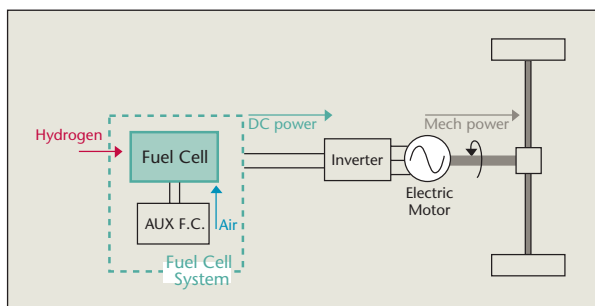 DC power
Mech power
Hydrogen
Fuel Cell
Inverter
Electric
Motor
AUX F.C.
Air
Fuel Cell
System